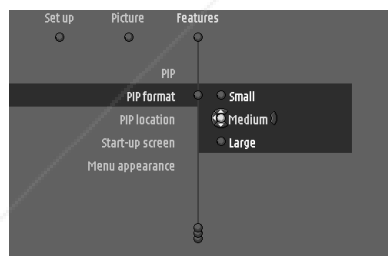 Set up Picture Features
PIP
PIP format Small
PIP location Medium
Start-up screen Large
Menu appearance